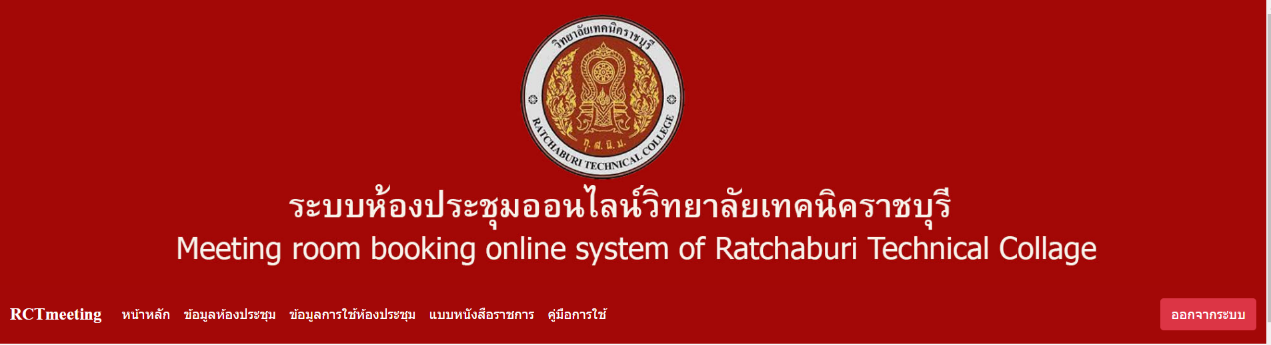 วิทยาลัยเทคนิคราชบุรี
ทุ. ส. นิ. ม.
RATCHABURI TECHNICAL COLLEGE
ระบบห้องประชุมออนไลน์วิทยาลัยเทคนิคราชบุรี
Meeting room booking online system of Ratchaburi Technical Collage
RCTmeeting หน้าหลัก ข้อมูลห้องประชุม ข้อมูลการใช้ห้องประชุม แบบหนังสือราชการ คู่มือการใช้ ออกจากระบบ